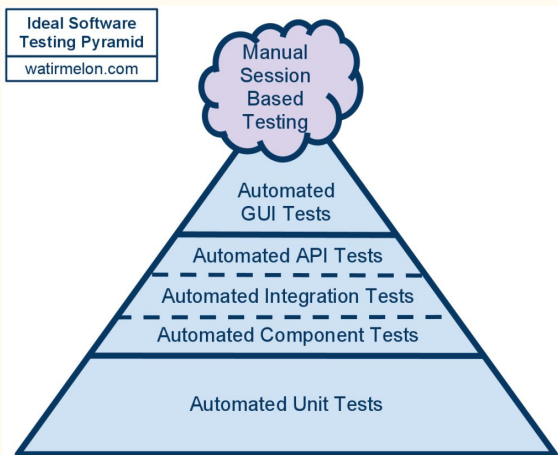 Ideal Software
Testing Pyramid
watirmelon.com
Manual
Session
Based
Testing
Automated
GUI Tests
Automated API Tests
Automated Integration Tests
Automated Component Tests
Automated Unit Tests